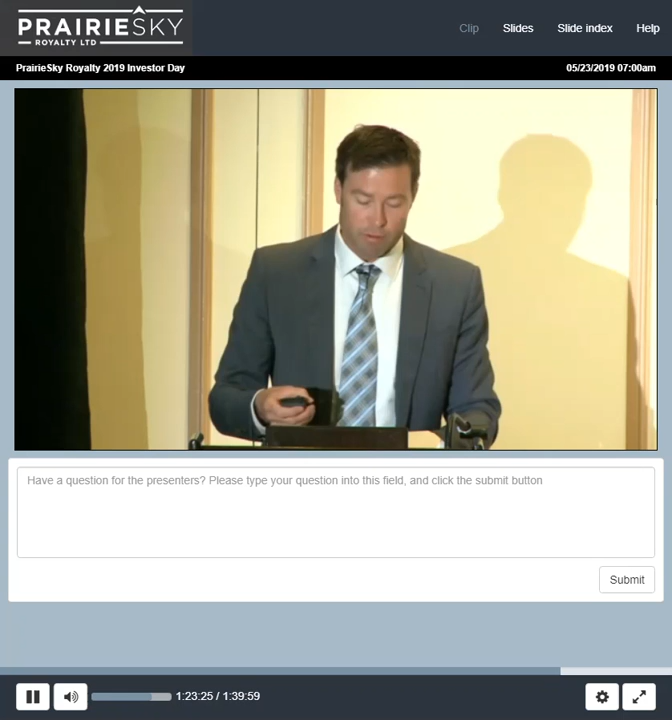 PRAIRIESKY
ROYALTY LTD
Clip
Slides
Slide index
Help
PrairieSky Royalty 2019 Investor Day
05/23/2019 07:00am
Have a question for the presenters? Please type your question into this field, and click the submit button
Submit
1:23:25 / 1:39:59